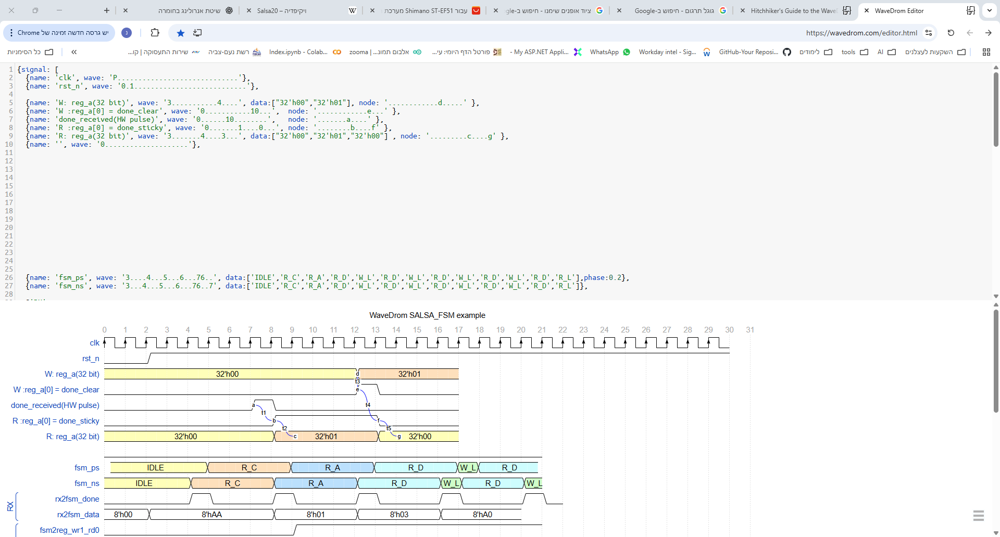 שיטת אנרולינג בחומרה
Salsa20 – ויקיפדיה
עבור Shimano ST-EF51 מערכת
ציוד אופנים שימנו - חיפוש ב-gle
גוגל תרגום - חיפוש ב-Google
Hitchhiker's Guide to the WaveD
WaveDrom Editor
יש גרסה חדשה זמינה של Chrome
נ
https://wavedrom.com/editor.html
כל הסימניות
«
שירות התעסוקה | קו...
רשת נעם-צביה
Index.ipynb - Colab...
zooma | אלבום תמונ...
פורטל הדף היומי: עי...
- My ASP.NET Appli...
WhatsApp
Workday intel - Sig...
GitHub-Your Reposi...
לימודים
tools
AI
השקעות לעצלנים
1 {signal: [
2 {name: 'clk', wave: 'P.............................'},
3 {name: 'rst_n', wave: '0.1...........................'},
4
5 {name: 'W: reg_a(32 bit)', wave: '3...........4....', data:["32'h00","32'h01"], node: '............d.....' },
6 {name: 'W :reg_a[0] = done_clear', wave: '0...........10...', node: '............e...' },
7 {name: 'done_received(HW pulse)', wave: '0......10........', node: '.......a....' },
8 {name: 'R :reg_a[0] = done_sticky', wave: '0.......1....0...', node: '........b....f' },
9 {name: 'R: reg_a(32 bit)', wave: '3.......4....3...', data:["32'h00","32'h01","32'h00"] , node: '.........c....g' },
10 {name: '', wave: '0....................'},
11
12
13
14
15
16
17
18
19
20
21
22
23
24
25
26 {name: 'fsm_ps', wave: '3....4...5...6...76..', data:['IDLE','R_C','R_A','R_D','W_L','R_D','W_L','R_D','W_L','R_D','W_L','R_D','R_L'],phase:0.2},
27 {name: 'fsm_ns', wave: '3...4...5...6...76..7', data:['IDLE','R_C','R_A','R_D','W_L','R_D','W_L','R_D','W_L','R_D','W_L','R_D','R_L']},
28
WaveDrom SALSA_FSM example
0 1 2 3 4 5 6 7 8 9 10 11 12 13 14 15 16 17 18 19 20 21 22 23 24 25 26 27 28 29 30 31
clk
rst_n
W: reg_a(32 bit) 32'h00 d 32'h01
t3
W :reg_a[0] = done_clear e
done_received(HW pulse) a t4
t1
R :reg_a[0] = done_sticky b f
t2 t5
R: reg_a(32 bit) 32'h00 c 32'h01 g 32'h00
fsm_ps IDLE R_C R_A R_D W_L R_D
fsm_ns IDLE R_C R_A R_D W_L R_D W_L
RX
rx2fsm_done
rx2fsm_data 8'h00 8'hAA 8'h01 8'h03 8'hA0
fsm2reg_wr1_rd0